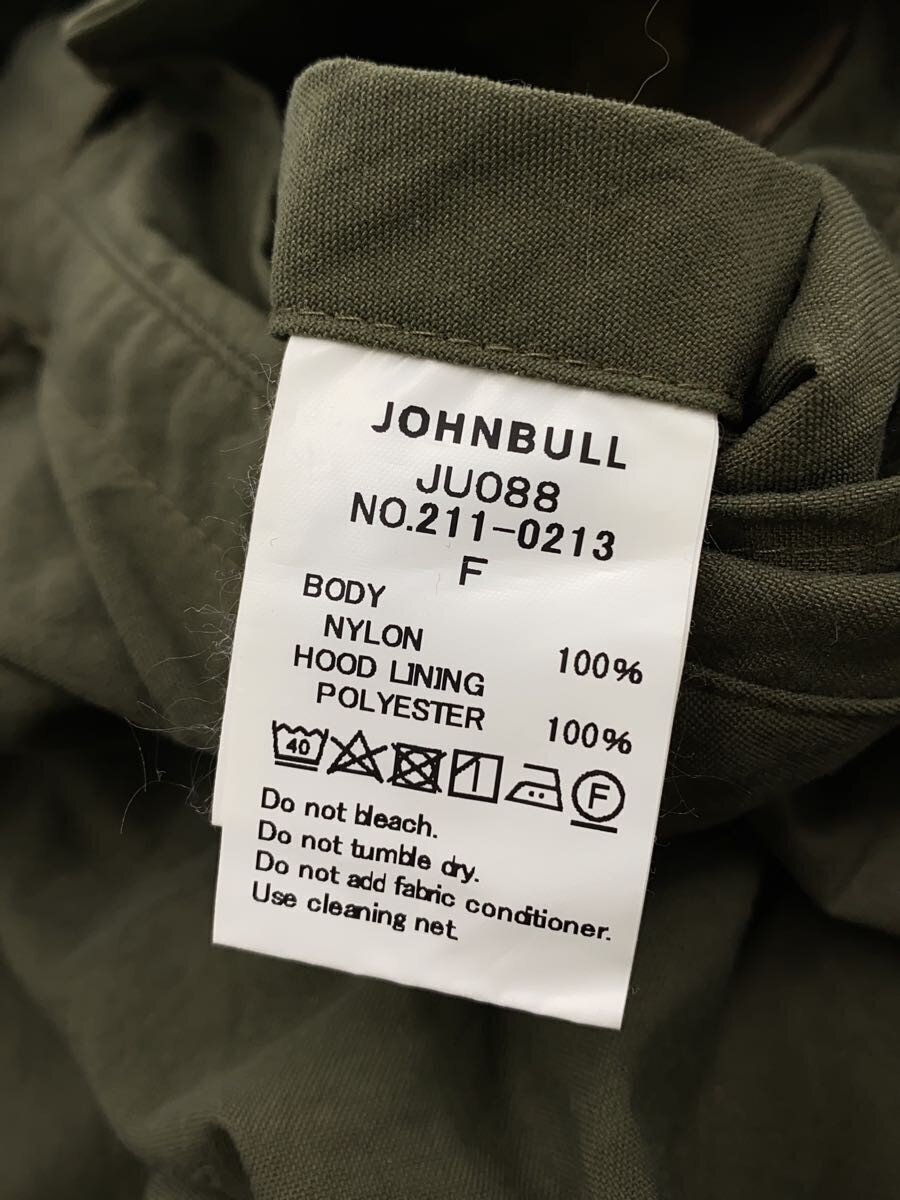 JOHNBULL
JU088
NO.211-0213
F
BODY
NYLON 100%
HOOD LINING
POLYESTER 100%
40 F
Do not bleach.
Do not tumble dry.
Do not add fabric conditioner.
Use cleaning net.